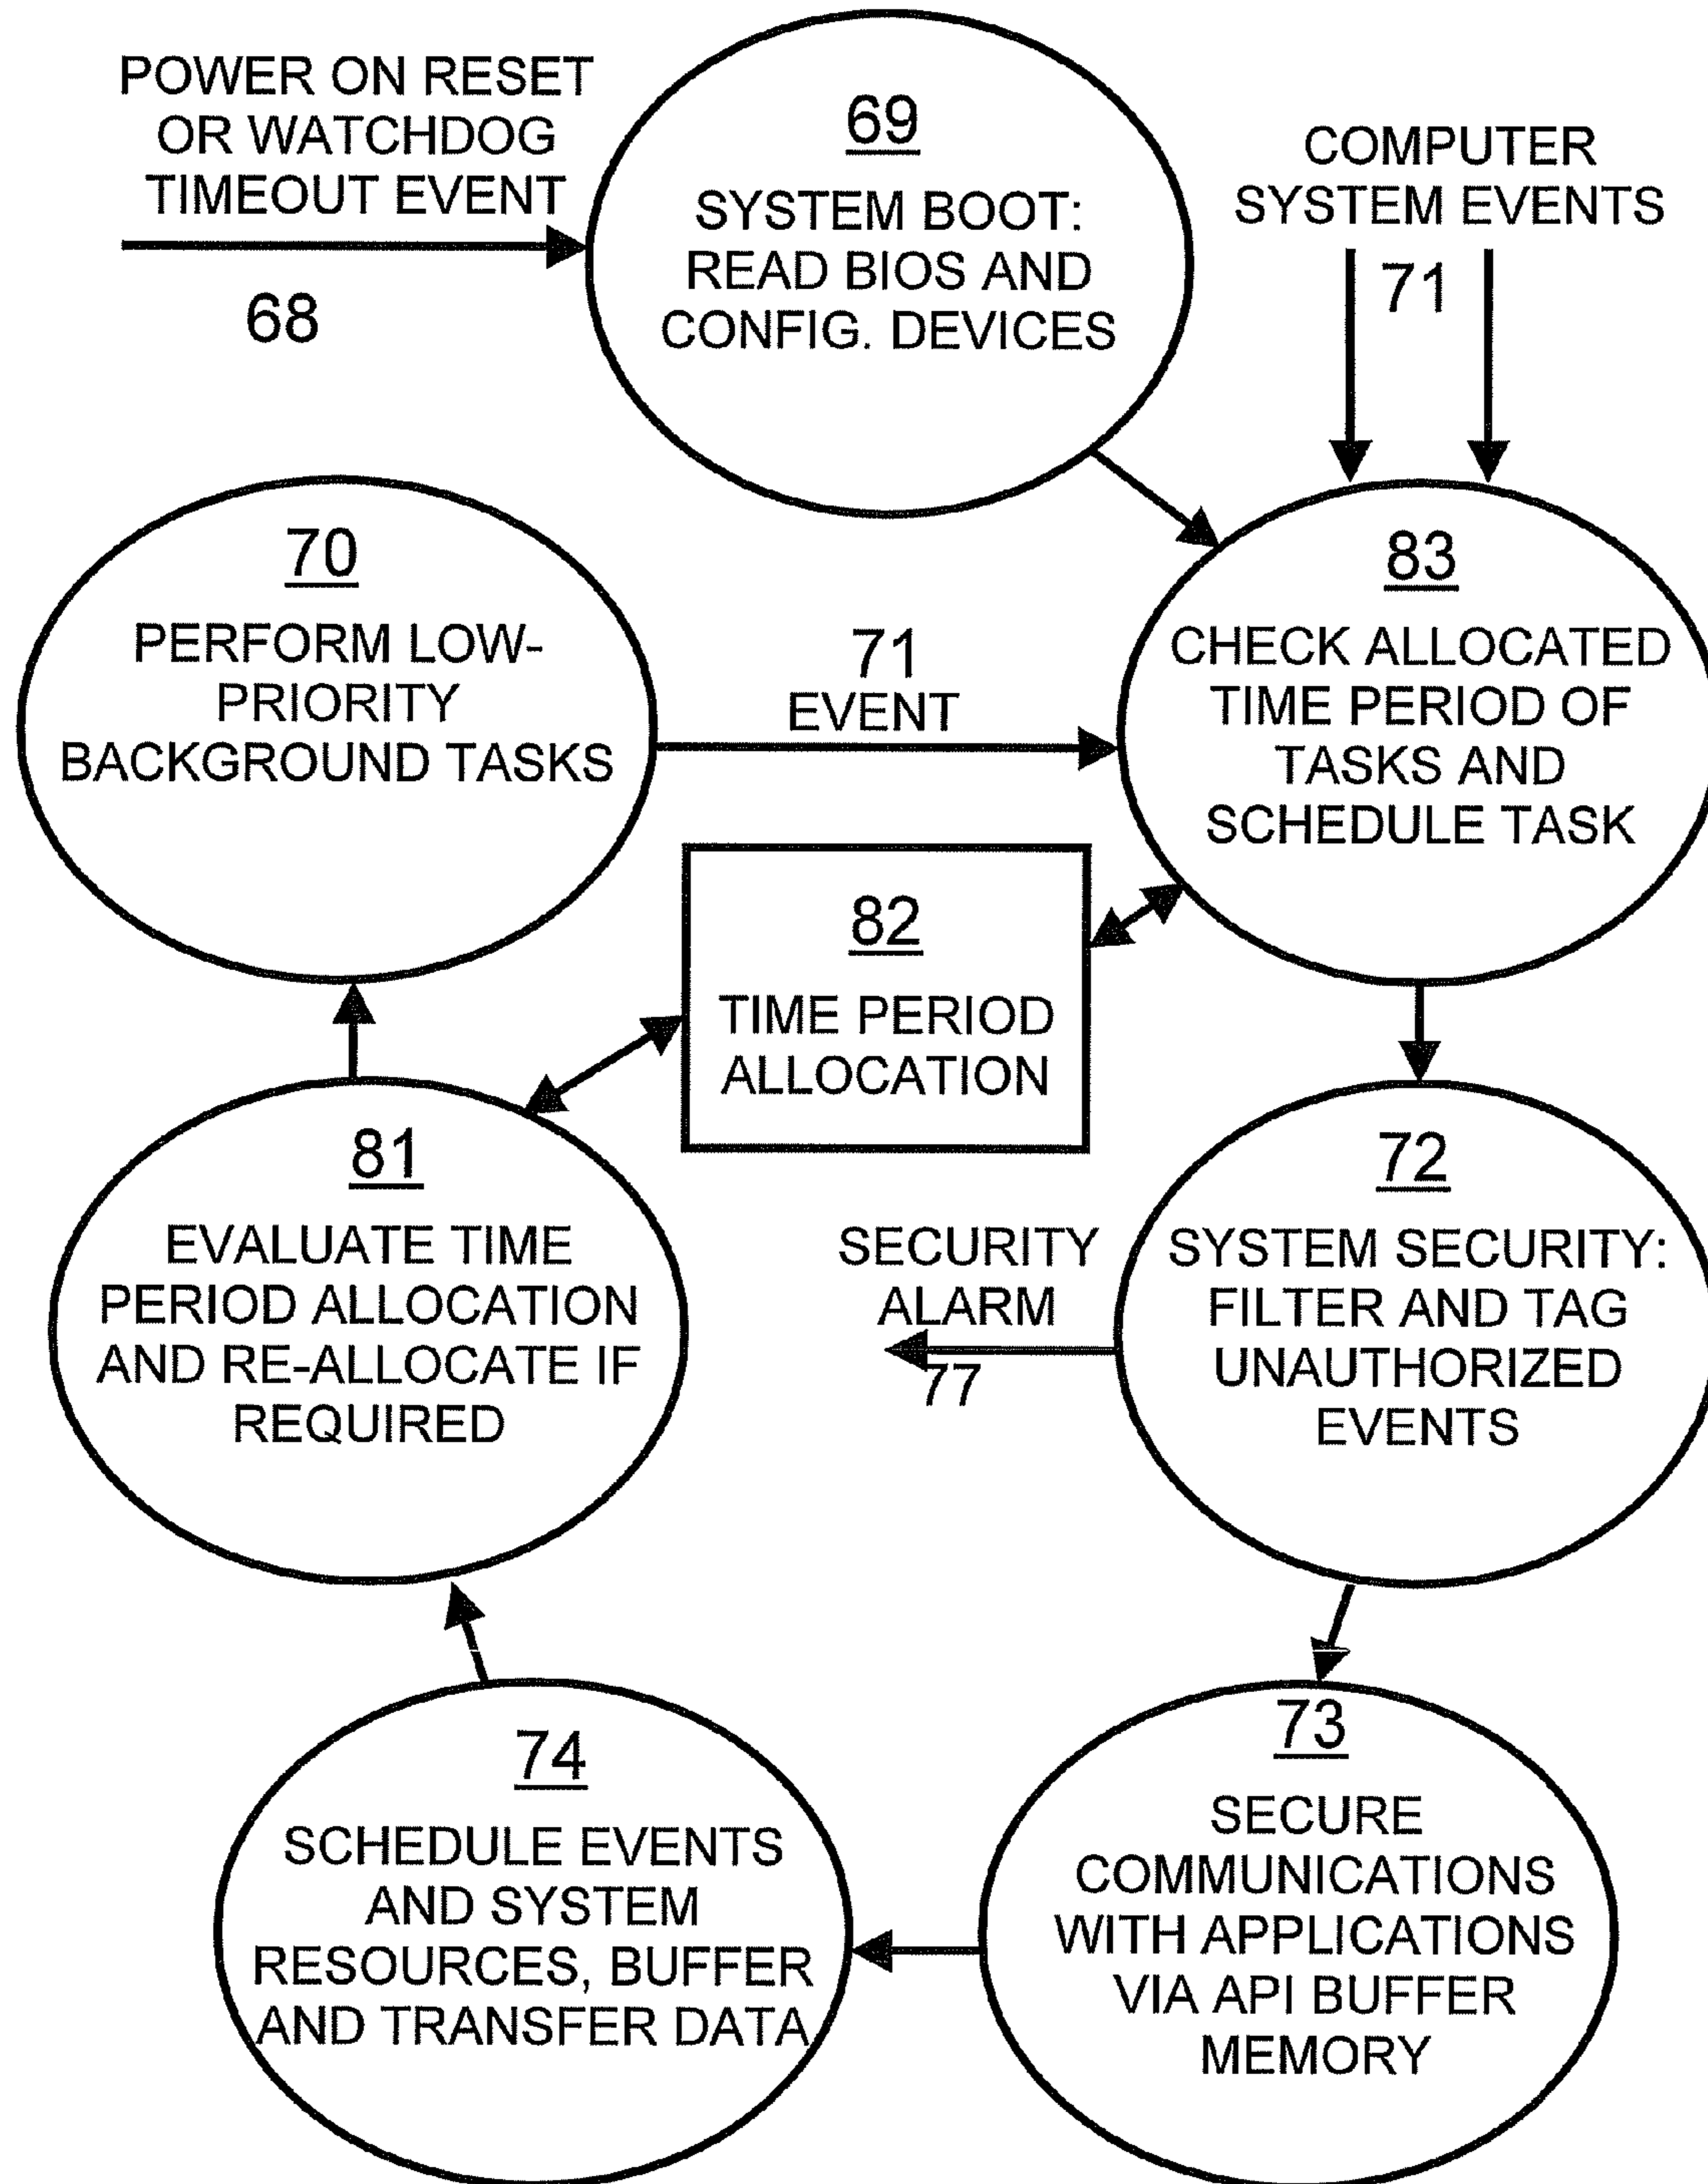 POWER ON RESET
OR WATCHDOG
TIMEOUT EVENT
68
69
SYSTEM BOOT:
READ BIOS AND
CONFIG. DEVICES
COMPUTER
SYSTEM EVENTS
71
70
PERFORM LOW-
PRIORITY
BACKGROUND TASKS
71
EVENT
83
CHECK ALLOCATED
TIME PERIOD OF
TASKS AND
SCHEDULE TASK
82
TIME PERIOD
ALLOCATION
81
EVALUATE TIME
PERIOD ALLOCATION
AND RE-ALLOCATE IF
REQUIRED
SECURITY
ALARM
77
72
SYSTEM SECURITY:
FILTER AND TAG
UNAUTHORIZED
EVENTS
74
SCHEDULE EVENTS
AND SYSTEM
RESOURCES, BUFFER
AND TRANSFER DATA
73
SECURE
COMMUNICATIONS
WITH APPLICATIONS
VIA API BUFFER
MEMORY